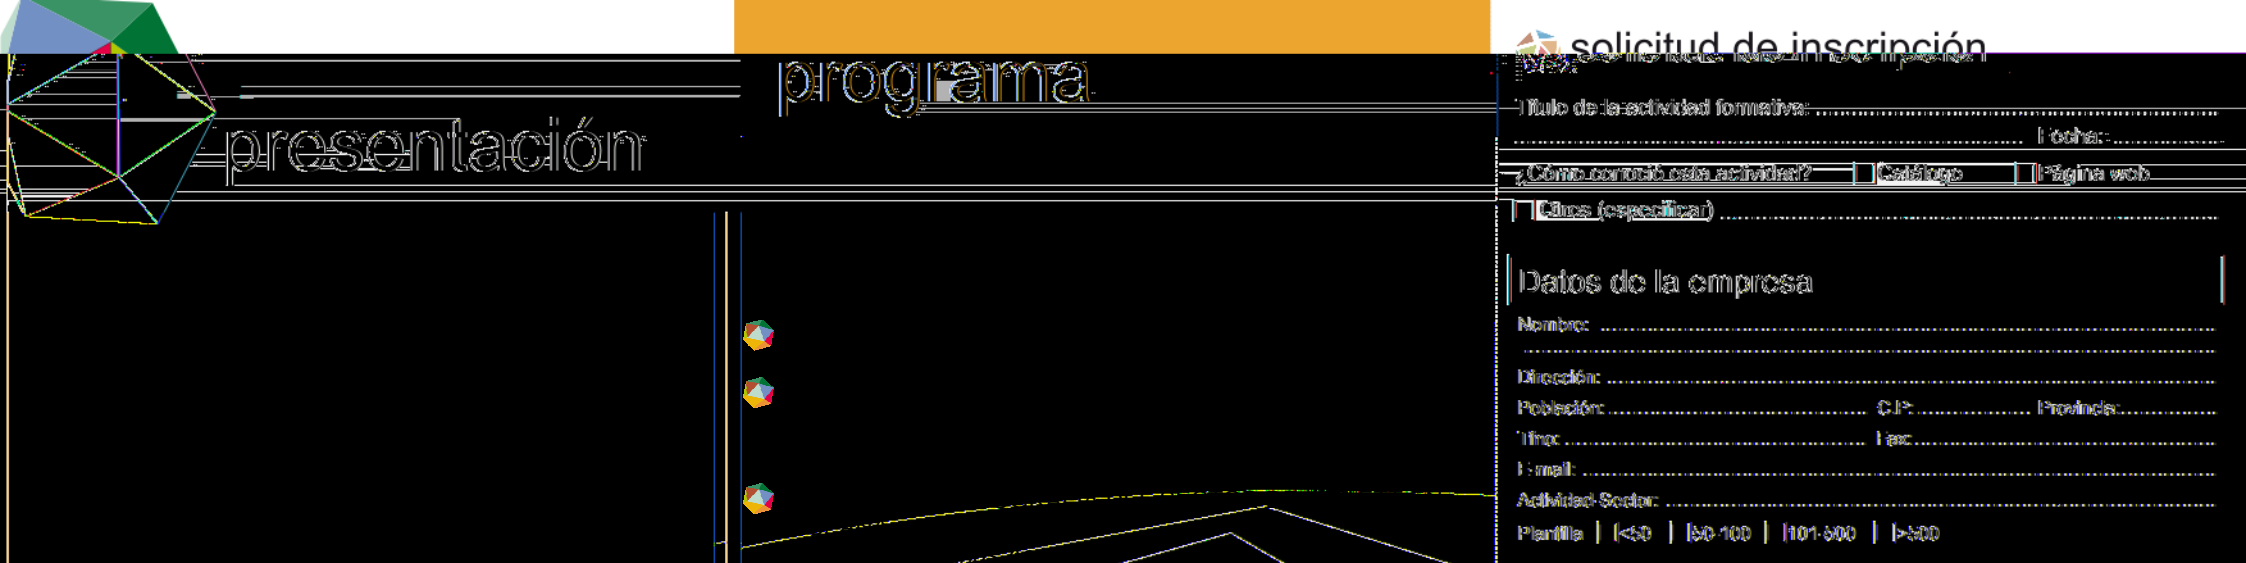 presentación
programa
solicitud de inscripción
Título de la actividad formativa:
Fecha:
¿Cómo conoció esta actividad? Catálogo Página web
Otros (especificar)
Datos de la empresa
Nombre:
Dirección:
Población: C.P.: Provincia:
Tfno: Fax:
E-mail:
Actividad-Sector:
Plantilla <50 50-100 101-500 >500